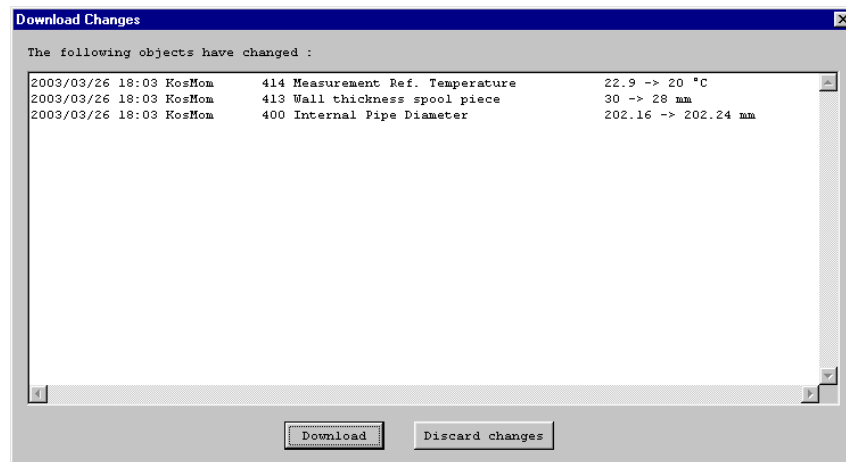 Download Changes
The following objects have changed :
2003/03/26 18:03 KosMom 414 Measurement Ref. Temperature 22.9 -> 20 °C
2003/03/26 18:03 KosMom 413 Wall thickness spool piece 30 -> 28 mm
2003/03/26 18:03 KosMom 400 Internal Pipe Diameter 202.16 -> 202.24 mm
Download Discard changes